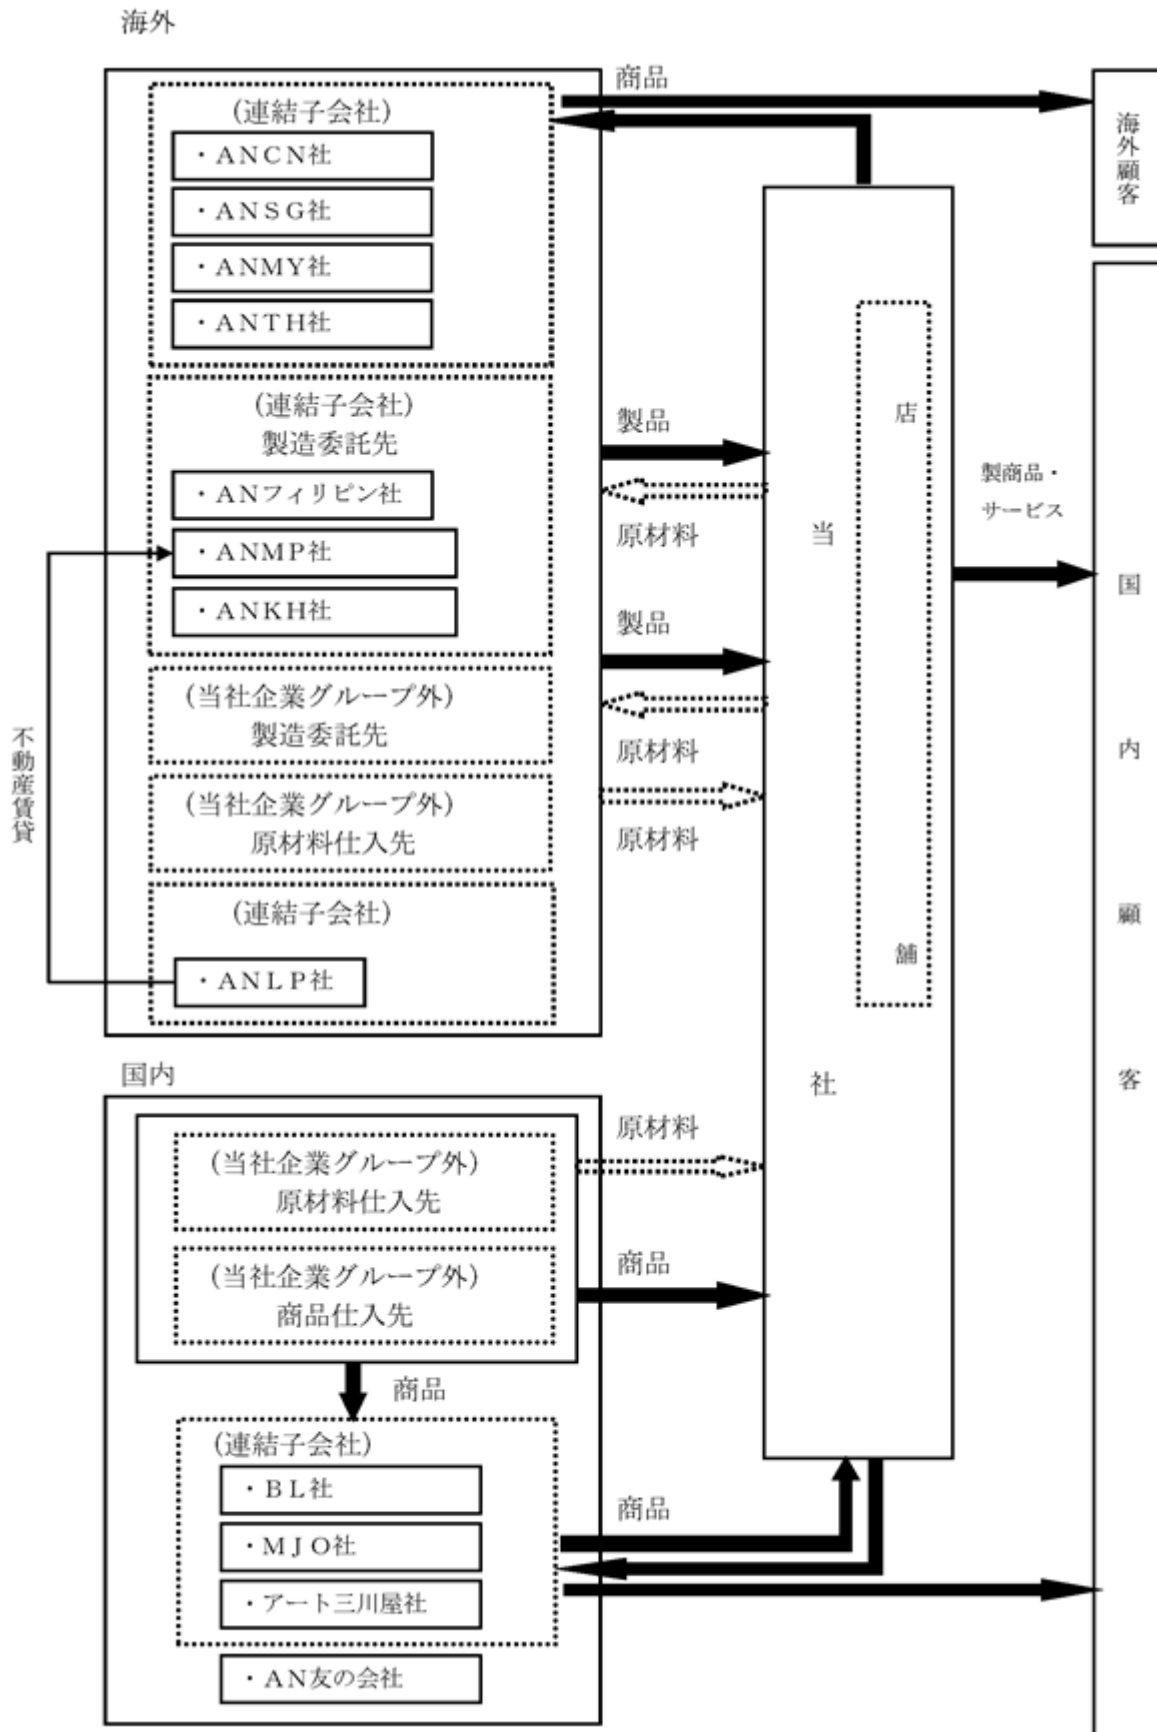 海外
商品
(連結子会社)
・ANCN社
・ANSG社
・ANMY社
・ANTH社
海外顧客
(連結子会社)
製造委託先
・ANフィリピン社
・ANMP社
・ANKH社
製品
原材料
製品
原材料
原材料
(当社企業グループ外)
製造委託先
(当社企業グループ外)
原材料仕入先
(連結子会社)
・ANLP社
不動産賃貸
当社
店舗
製商品・
サービス
国内顧客
国内
(当社企業グループ外)
原材料仕入先
原材料
(当社企業グループ外)
商品仕入先
商品
商品
(連結子会社)
・BL社
・MJO社
・アート三川屋社
商品
・AN友の会社